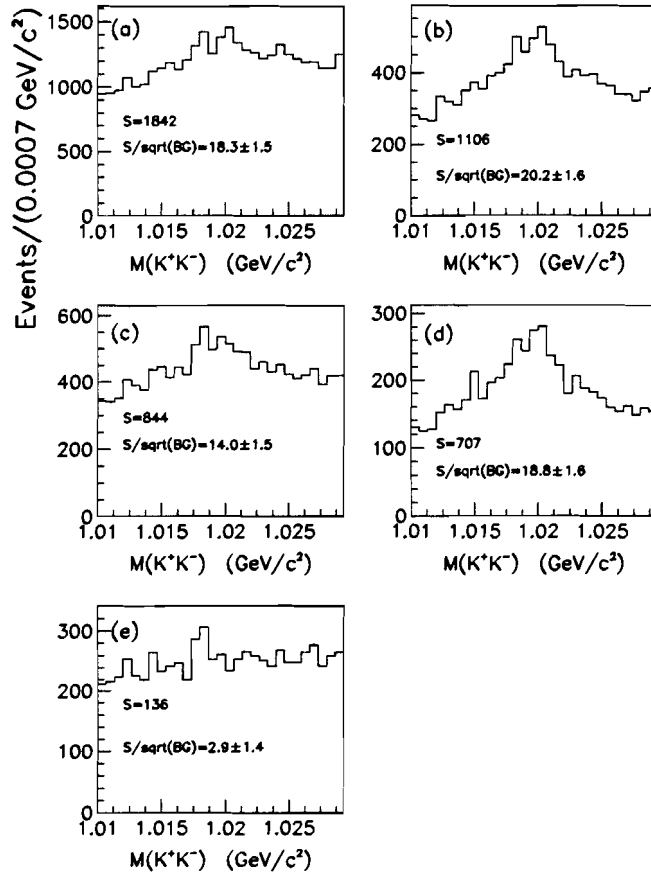 Events/(0.0007 GeV/c²)
(a)
1500
1000
500
0
S=1842
S/sqrt(BG)=18.3±1.5
1.01 1.015 1.02 1.025
M(K⁺K⁻) (GeV/c²)
(b)
400
200
0
S=1106
S/sqrt(BG)=20.2±1.6
1.01 1.015 1.02 1.025
M(K⁺K⁻) (GeV/c²)
(c)
600
400
200
0
S=844
S/sqrt(BG)=14.0±1.5
1.01 1.015 1.02 1.025
M(K⁺K⁻) (GeV/c²)
(d)
300
200
100
0
S=707
S/sqrt(BG)=18.8±1.6
1.01 1.015 1.02 1.025
M(K⁺K⁻) (GeV/c²)
(e)
300
200
100
0
S=136
S/sqrt(BG)=2.9±1.4
1.01 1.015 1.02 1.025
M(K⁺K⁻) (GeV/c²)